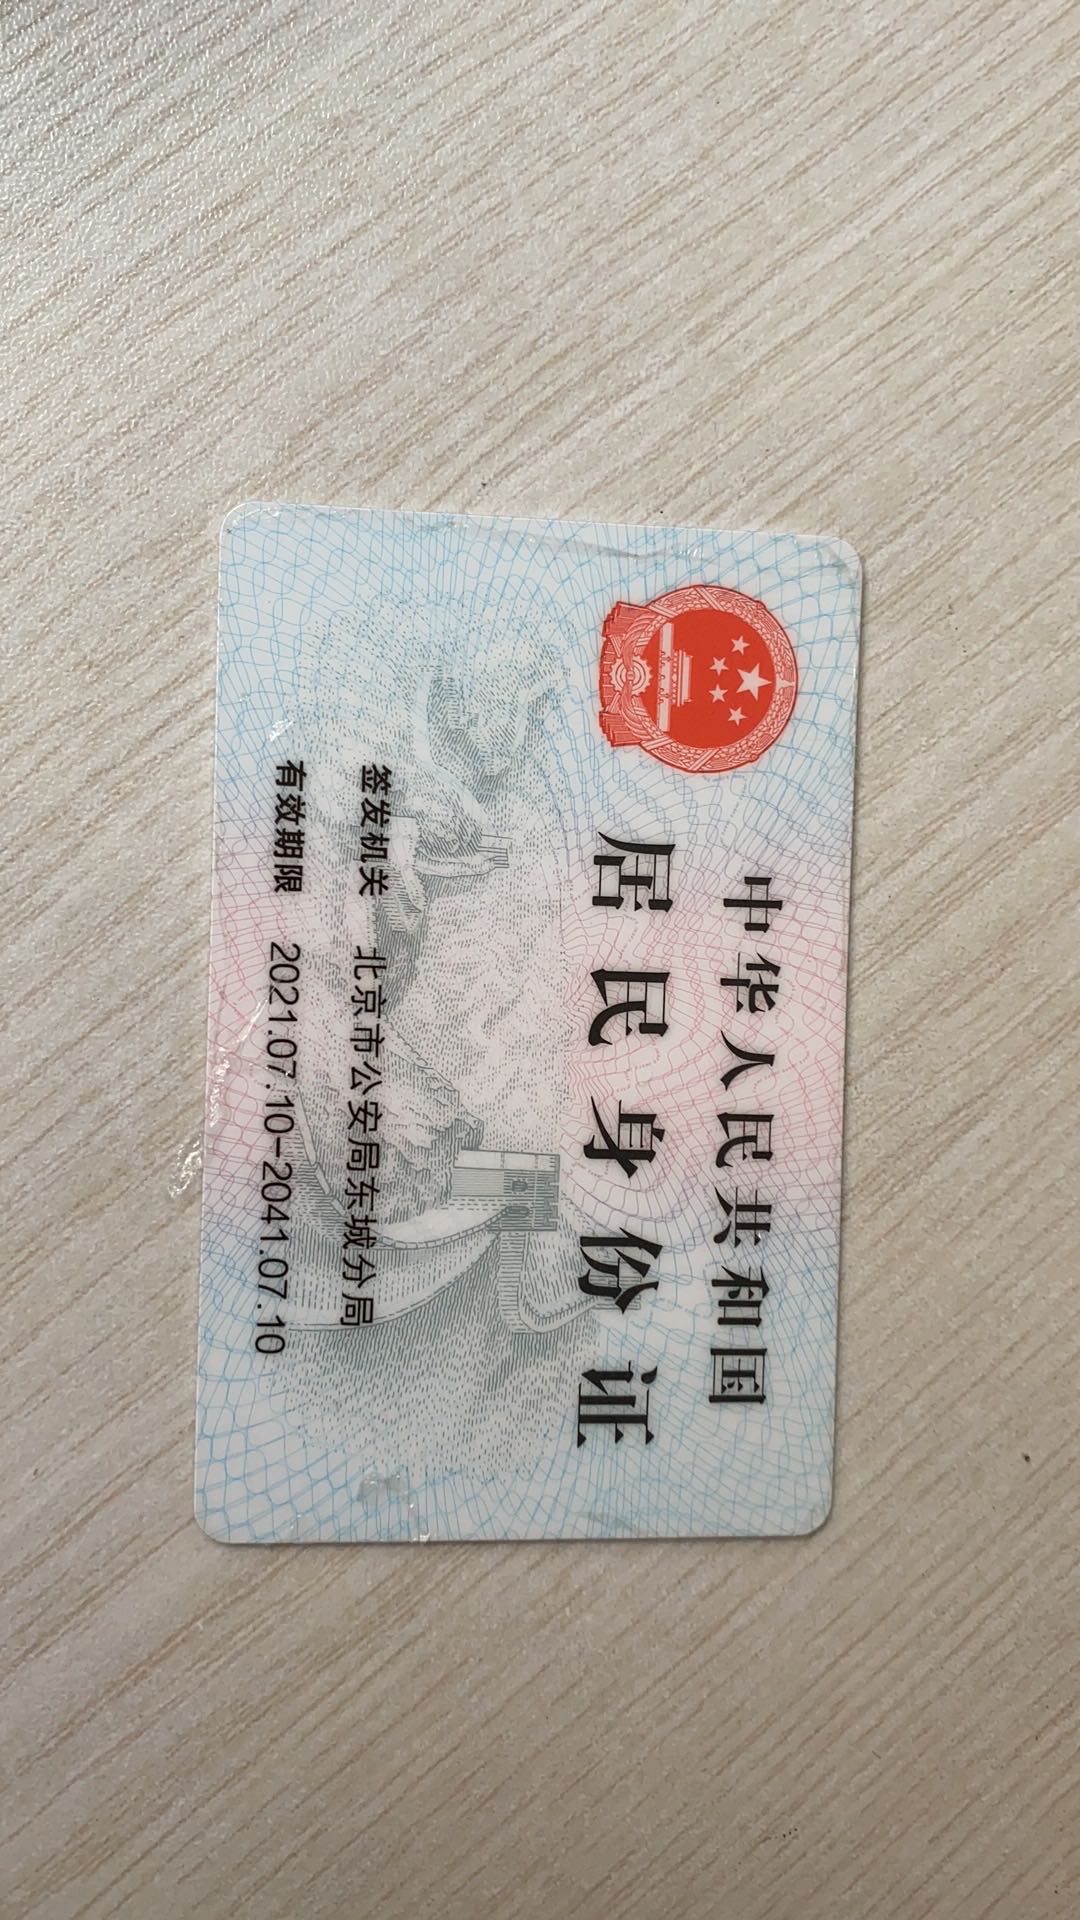 中华人民共和国
居民身份证
签发机关 北京市公安局东城分局
有效期限 2021.07.10-2041.07.10